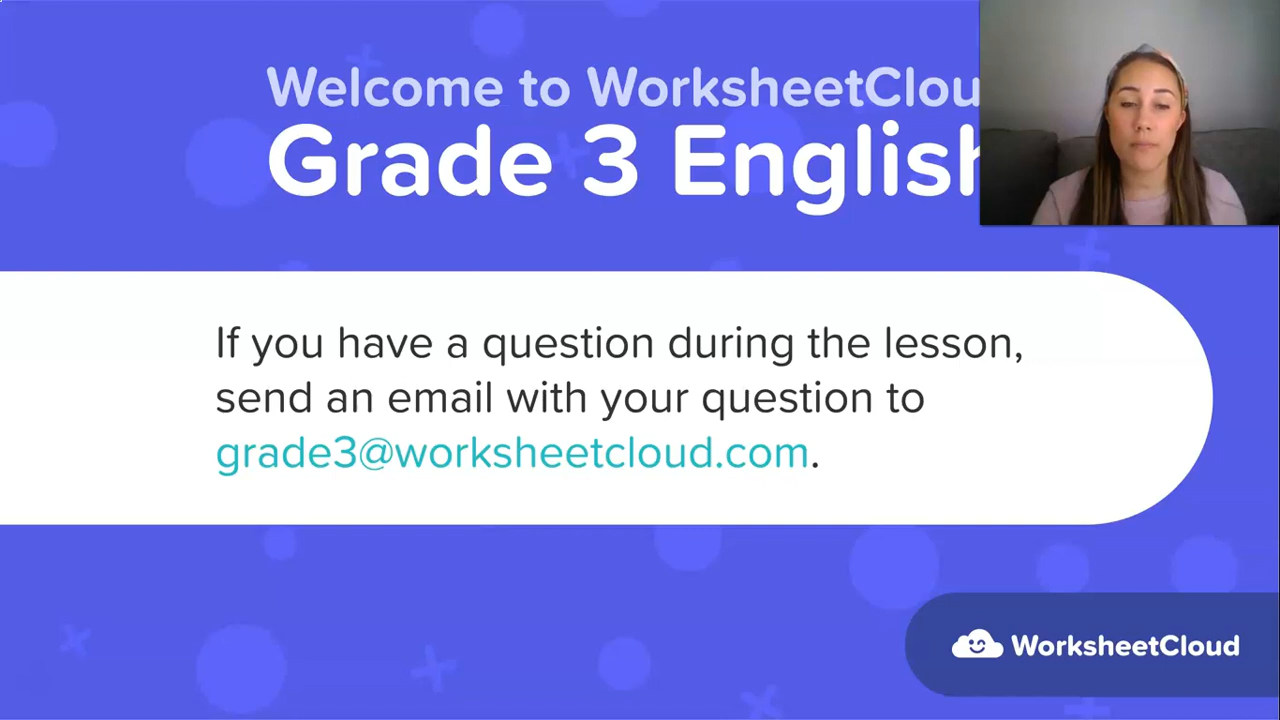 Welcome to WorksheetClou
Grade 3 English
If you have a question during the lesson,
send an email with your question to
grade3@worksheetcloud.com.
WorksheetCloud